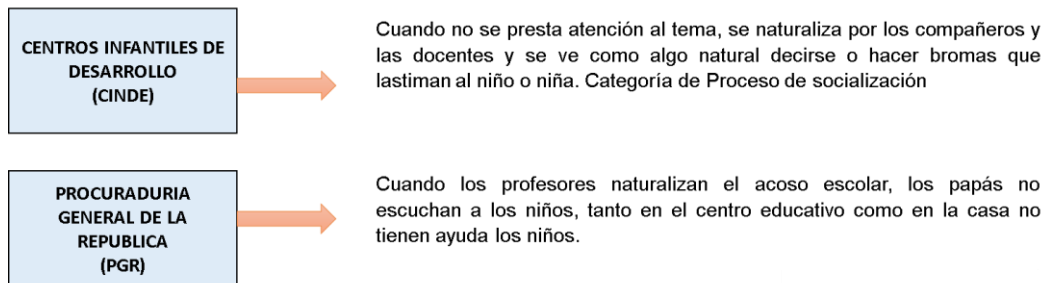 CENTROS INFANTILES DE
DESARROLLO
(CINDE)
Cuando no se presta atención al tema, se naturaliza por los compañeros y
las docentes y se ve como algo natural decirse o hacer bromas que
lastiman al niño o niña. Categoría de Proceso de socialización
PROCURADURIA
GENERAL DE LA
REPUBLICA
(PGR)
Cuando los profesores naturalizan el acoso escolar, los papás no
escuchan a los niños, tanto en el centro educativo como en la casa no
tienen ayuda los niños.